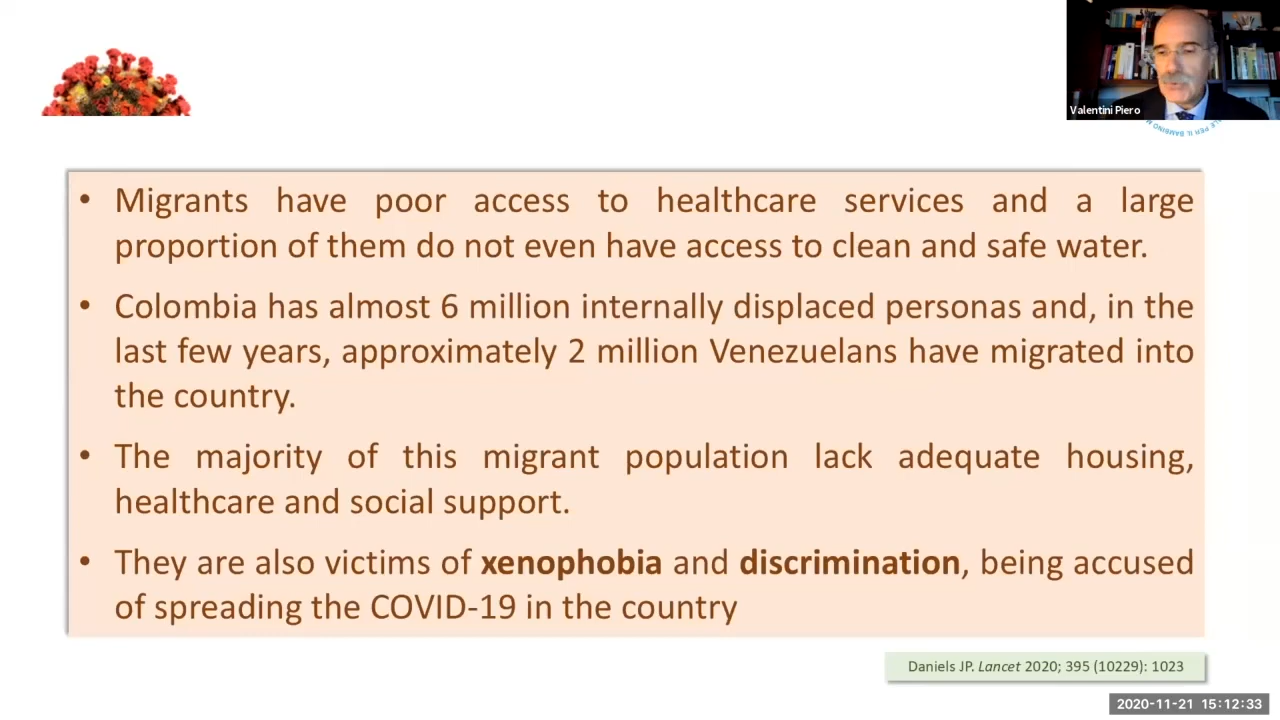 Valentini Piero
LE PER IL BAMBINO M
• Migrants have poor access to healthcare services and a large
proportion of them do not even have access to clean and safe water.
• Colombia has almost 6 million internally displaced personas and, in the
last few years, approximately 2 million Venezuelans have migrated into
the country.
• The majority of this migrant population lack adequate housing,
healthcare and social support.
• They are also victims of xenophobia and discrimination, being accused
of spreading the COVID-19 in the country
Daniels JP. Lancet 2020; 395 (10229): 1023
2020-11-21 15:12:33